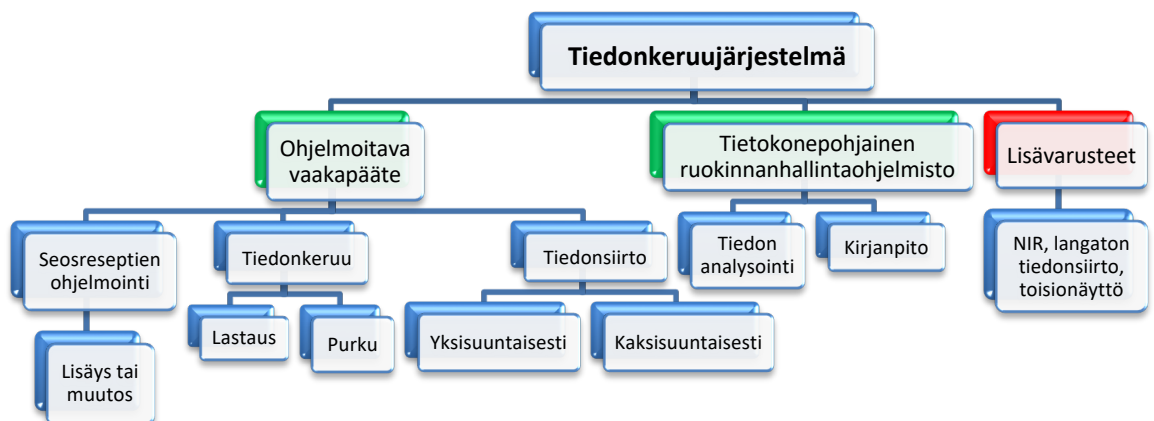 Tiedonkeruujärjestelmä
Ohjelmoitava
vaakapääte
Tietokonepohjainen
ruokinnanhallintaohjelmisto
Lisävarusteet
Seosreseptien
ohjelmointi
Tiedonkeruu
Tiedonsiirto
Tiedon
analysointi
Kirjanpito
NIR, langaton
tiedonsiirto,
toisionäyttö
Lisäys tai
muutos
Lastaus
Purku
Yksisuuntaisesti
Kaksisuuntaisesti